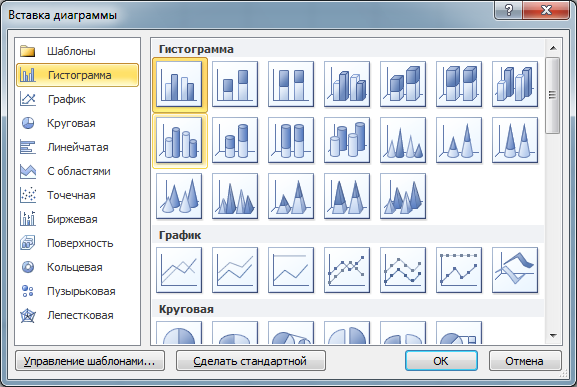 Вставка диаграммы
Шаблоны
Гистограмма
График
Круговая
Линейчатая
С областями
Точечная
Биржевая
Поверхность
Кольцевая
Пузырьковая
Лепестковая
Гистограмма
График
Круговая
Управление шаблонами...
Сделать стандартной
ОК
Отмена